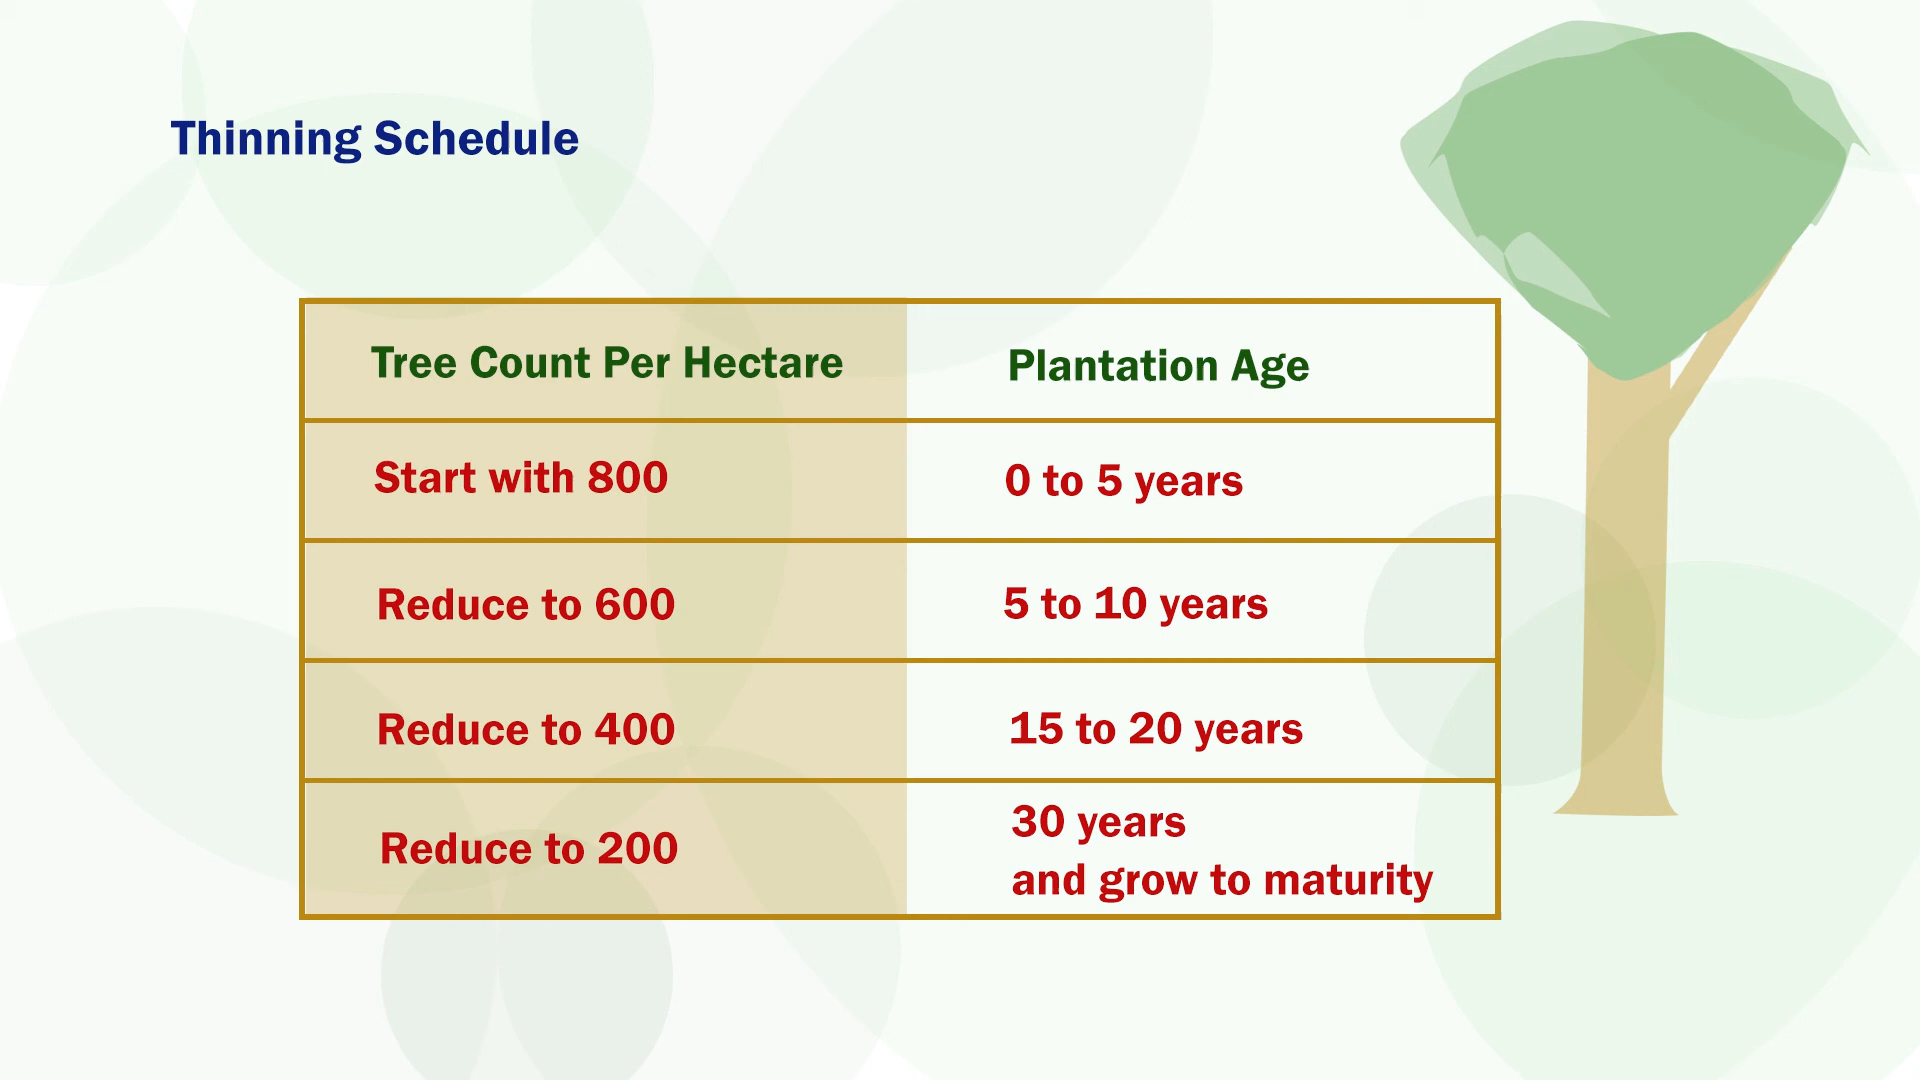 Thinning Schedule
Tree Count Per Hectare
Plantation Age
Start with 800
0 to 5 years
Reduce to 600
5 to 10 years
Reduce to 400
15 to 20 years
Reduce to 200
30 years
and grow to maturity